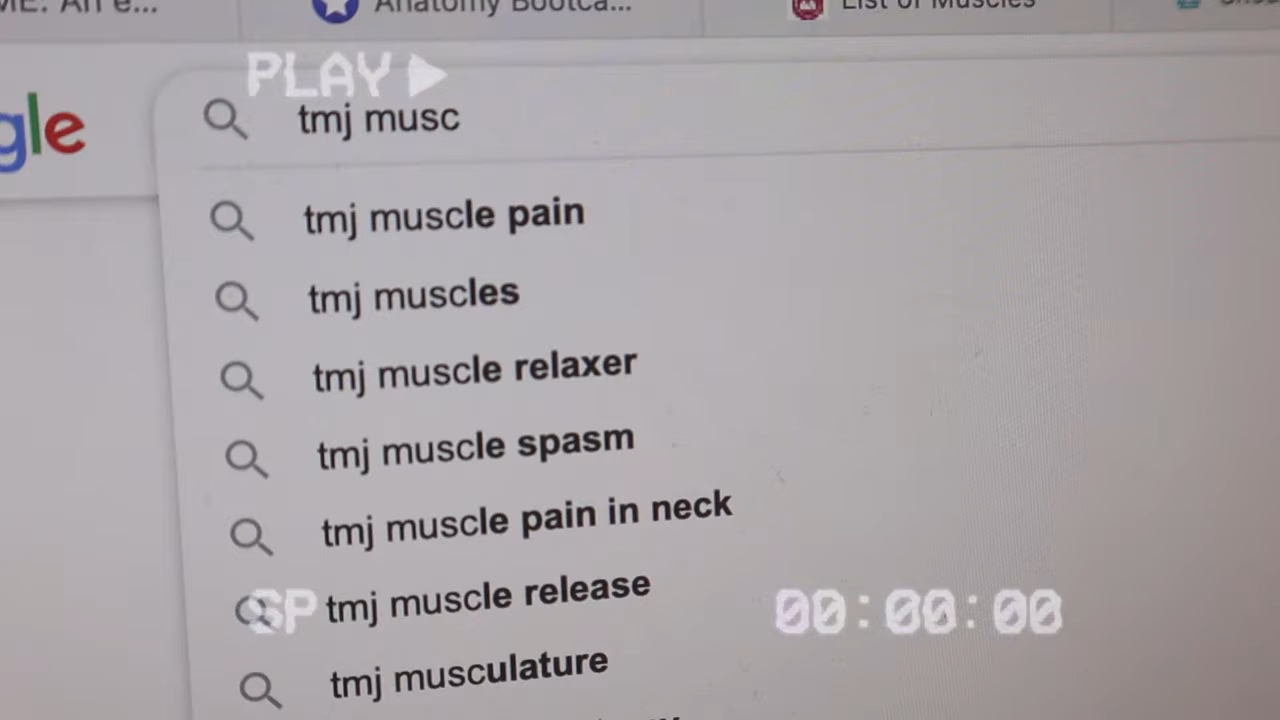 Anatomy Bootca...
List of Muscles
PLAY
gle
tmj musc
tmj muscle pain
tmj muscles
tmj muscle relaxer
tmj muscle spasm
tmj muscle pain in neck
tmj muscle release
SP
00:00:00
tmj musculature